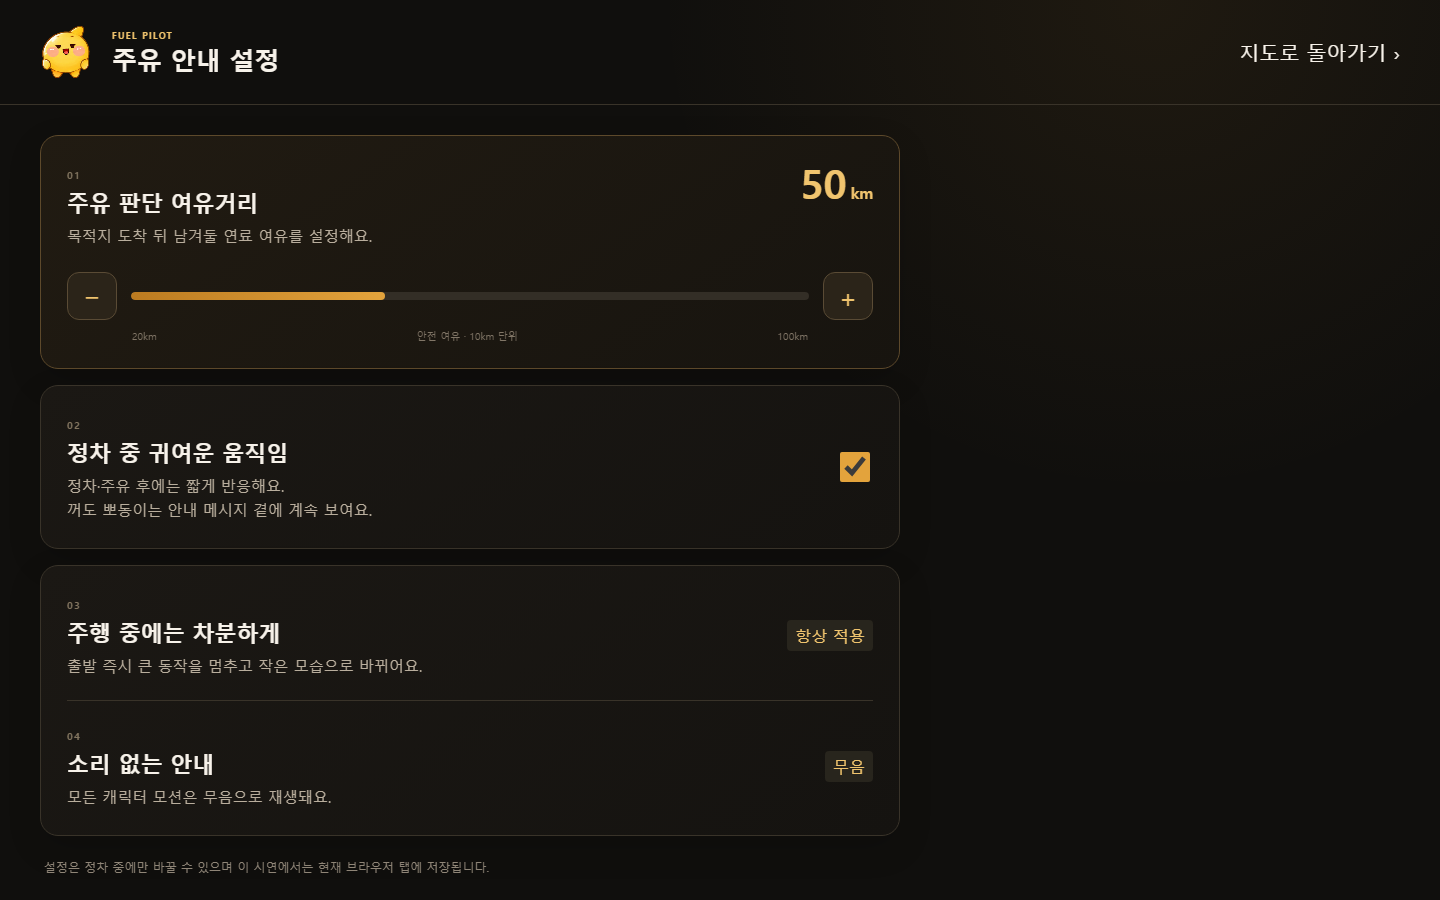 FUEL PILOT
주유 안내 설정
지도로 돌아가기 ›
01
주유 판단 여유거리
50 km
목적지 도착 뒤 남겨둘 연료 여유를 설정해요.
− +
20km 안전 여유 · 10km 단위 100km
02
정차 중 귀여운 움직임
정차·주유 후에는 짧게 반응해요.
꺼도 뽀동이는 안내 메시지 곁에 계속 보여요.
03
주행 중에는 차분하게
항상 적용
출발 즉시 큰 동작을 멈추고 작은 모습으로 바뀌어요.
04
소리 없는 안내
무음
모든 캐릭터 모션은 무음으로 재생돼요.
설정은 정차 중에만 바꿀 수 있으며 이 시연에서는 현재 브라우저 탭에 저장됩니다.